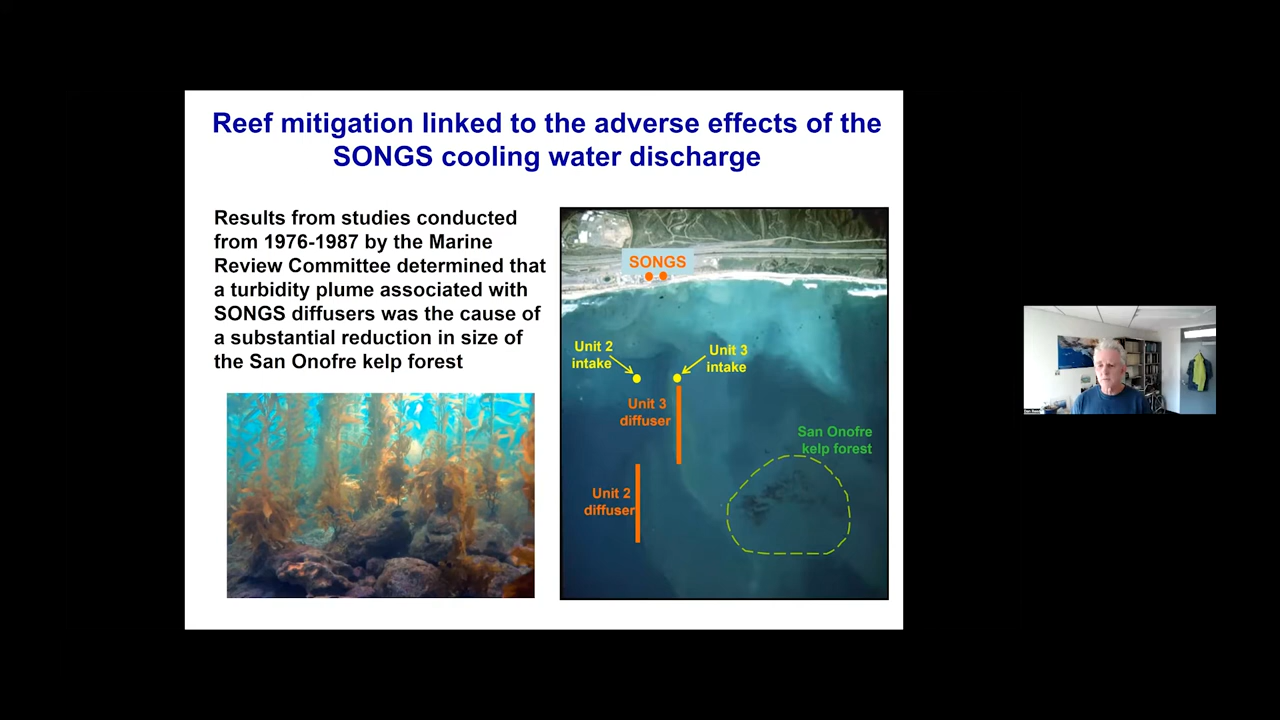 Reef mitigation linked to the adverse effects of the
SONGS cooling water discharge
Results from studies conducted
from 1976-1987 by the Marine
Review Committee determined that
a turbidity plume associated with
SONGS diffusers was the cause of
a substantial reduction in size of
the San Onofre kelp forest
SONGS
Unit 2
intake
Unit 3
intake
Unit 3
diffuser
San Onofre
kelp forest
Unit 2
diffuser